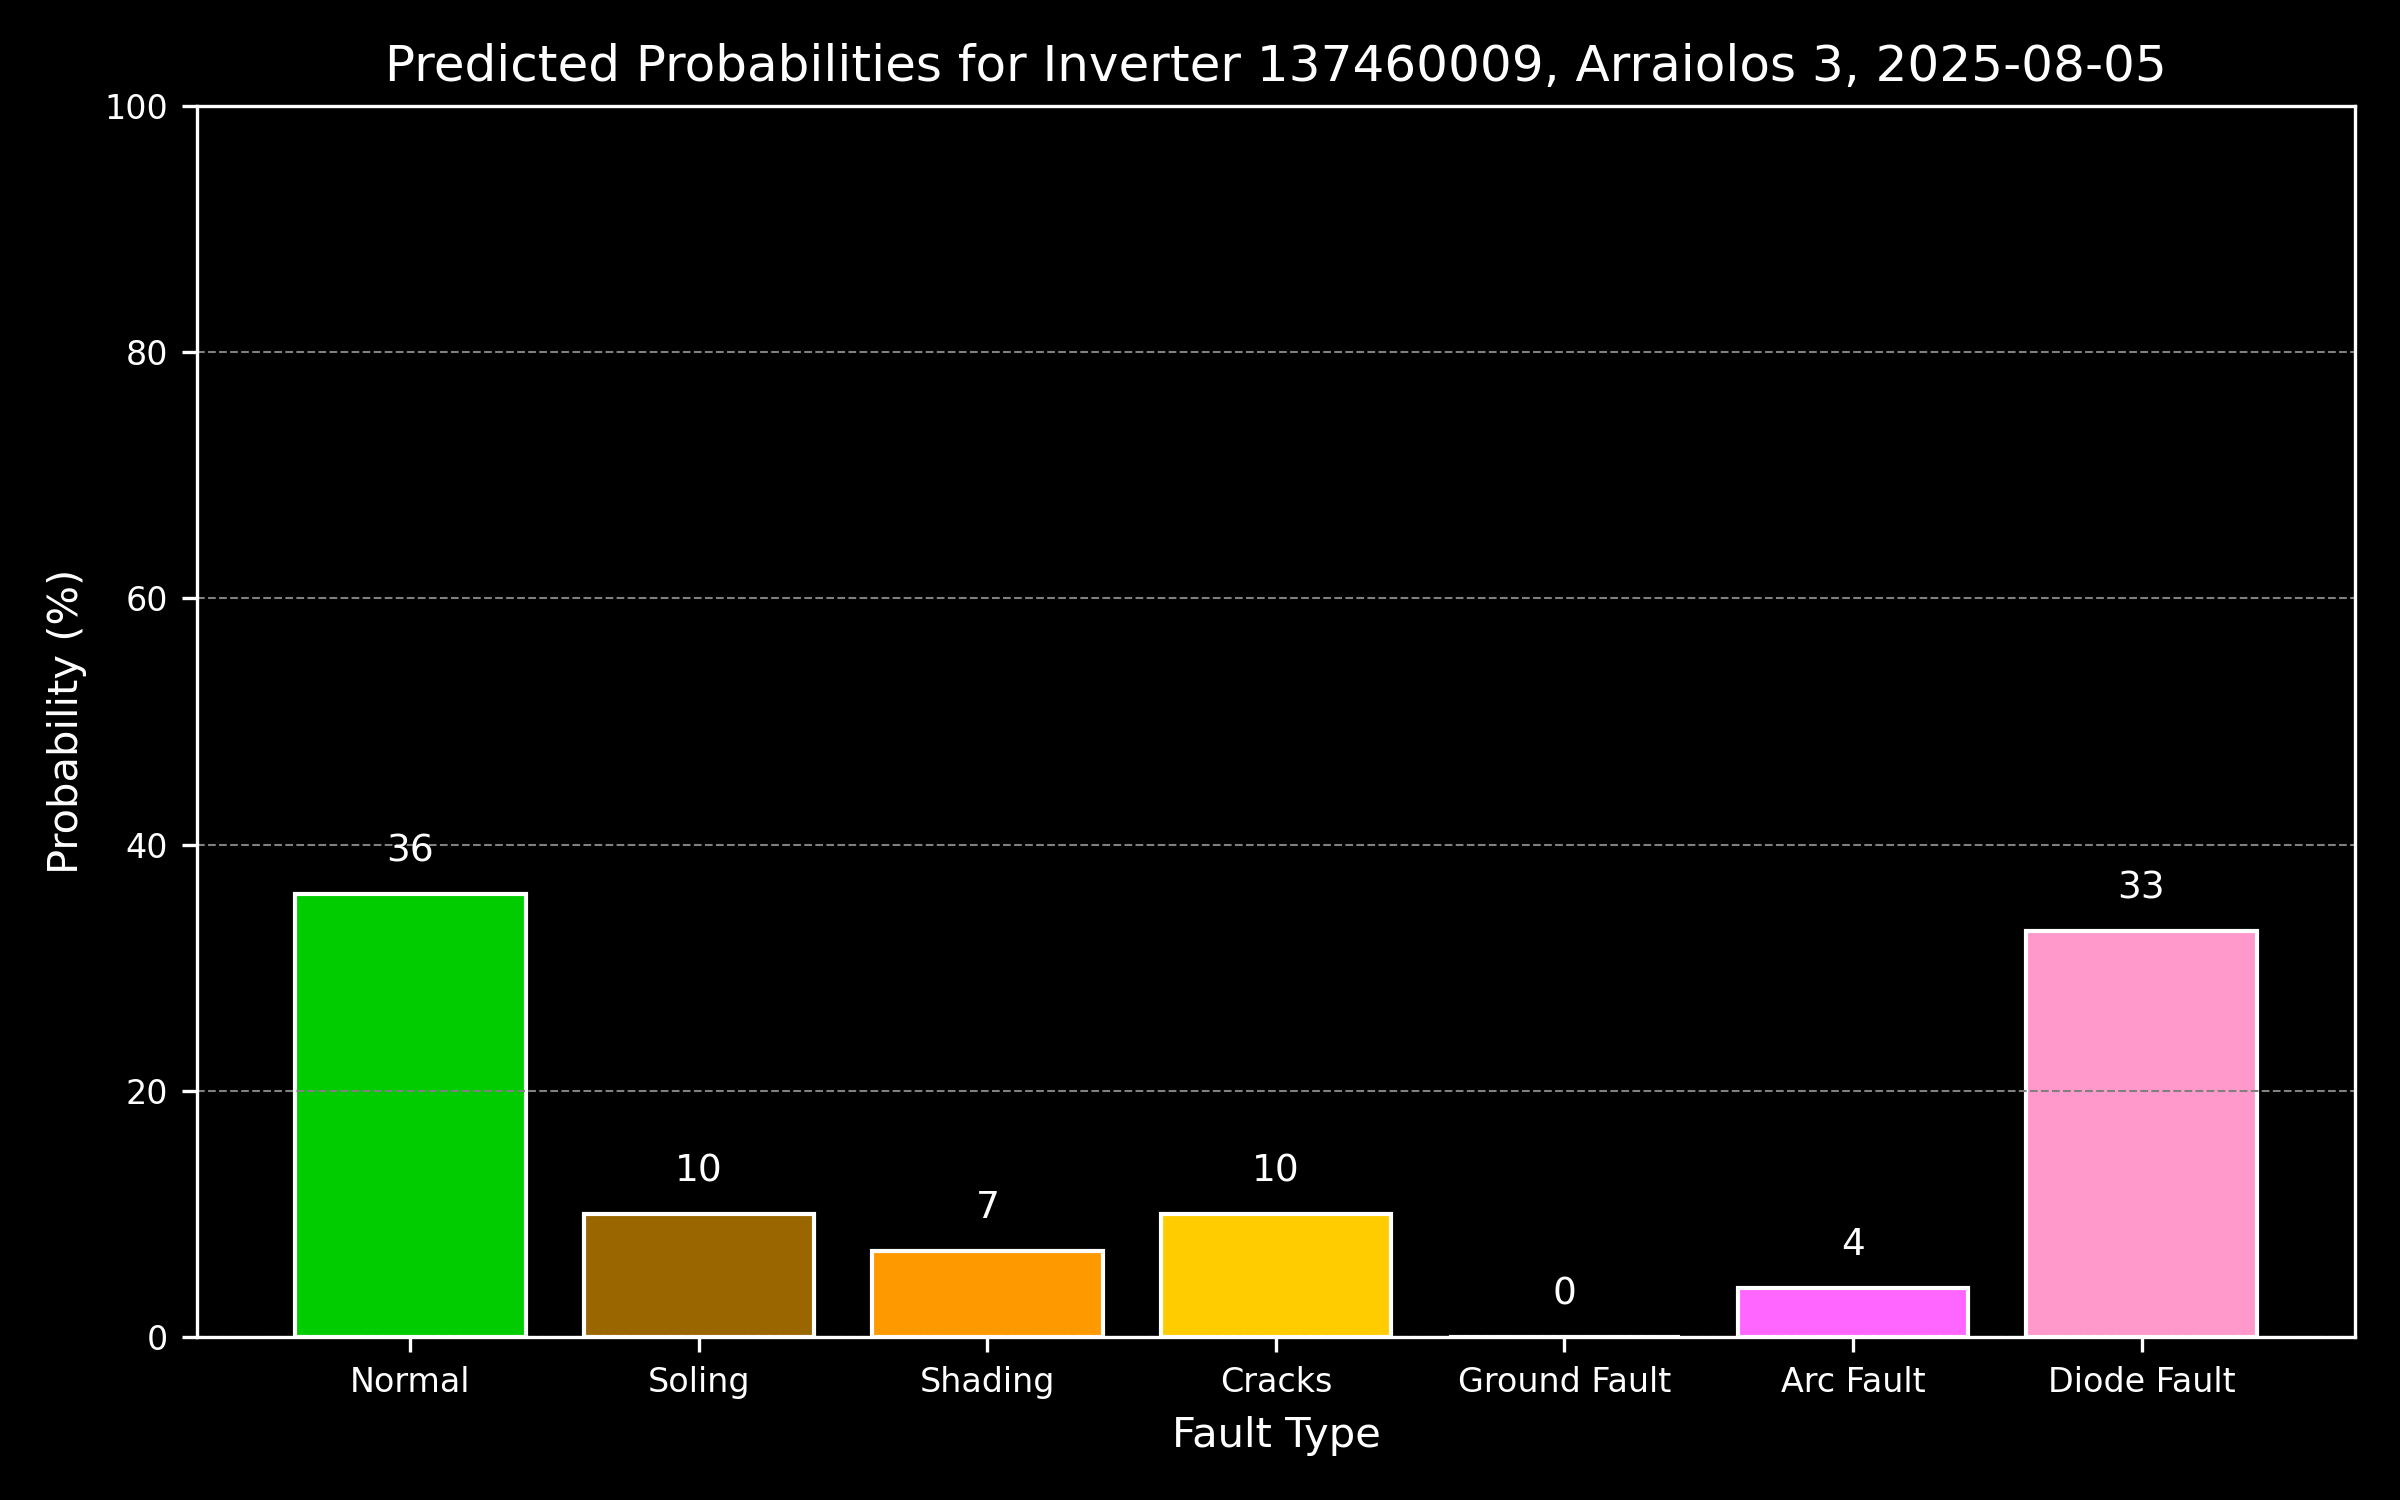 Predicted Probabilities for Inverter 137460009, Arraiolos 3, 2025-08-05
100
80
60
40
20
0
Probability (%)
36
10
7
10
0
4
33
Normal
Soling
Shading
Cracks
Ground Fault
Arc Fault
Diode Fault
Fault Type